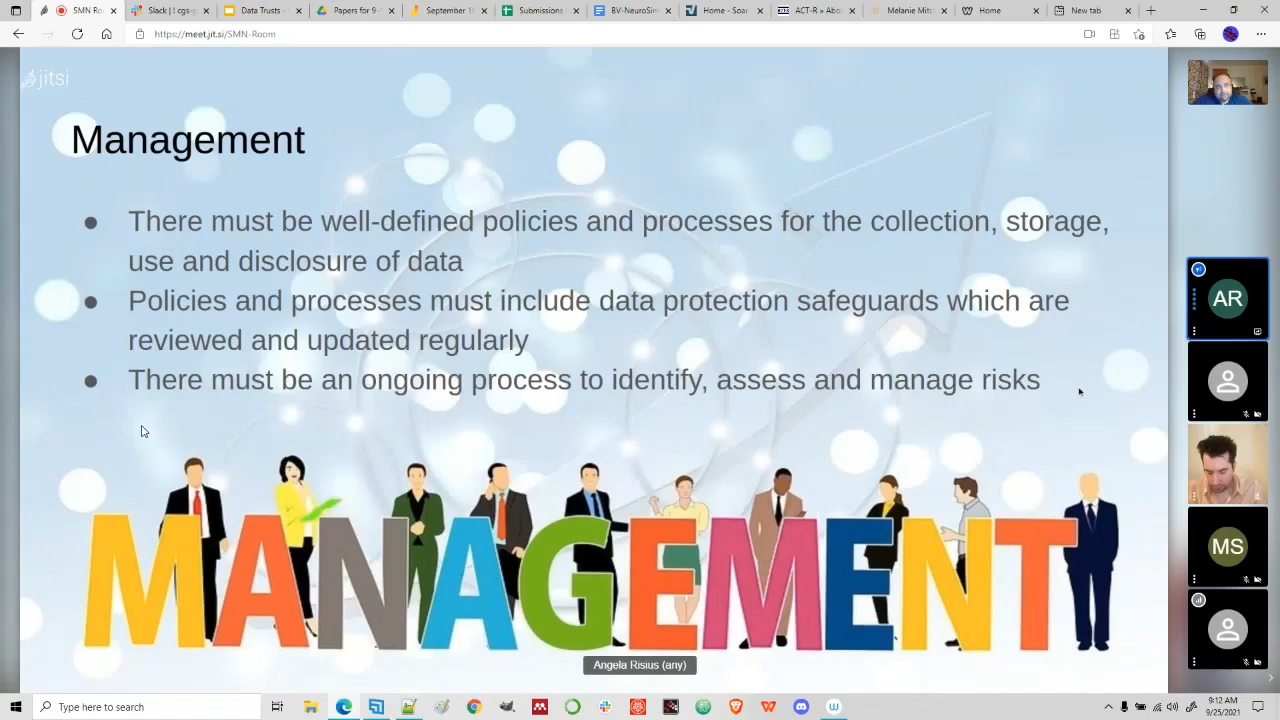 SMN Ro
Slack | cgs-
Data Trusts -
Papers for 9-
September 18
Submissions
BV-NeuroSim
Home - Soar
ACT-R » Abou
Melanie Mitch
Home
New tab
https://meet.jit.si/SMN-Room
jitsi
Management
● There must be well-defined policies and processes for the collection, storage,
use and disclosure of data
● Policies and processes must include data protection safeguards which are
reviewed and updated regularly
● There must be an ongoing process to identify, assess and manage risks
MANAGEMENT
Angela Risius (any)
AR
MS
Type here to search
9:12 AM
9/25/2021